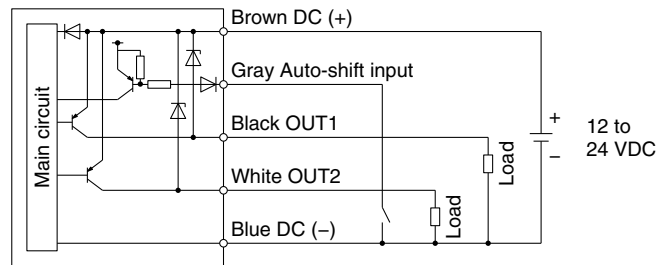 Brown DC (+)
Gray Auto-shift input
Main circuit
Black OUT1
+
12 to
24 VDC
−
Load
White OUT2
Load
Blue DC (−)